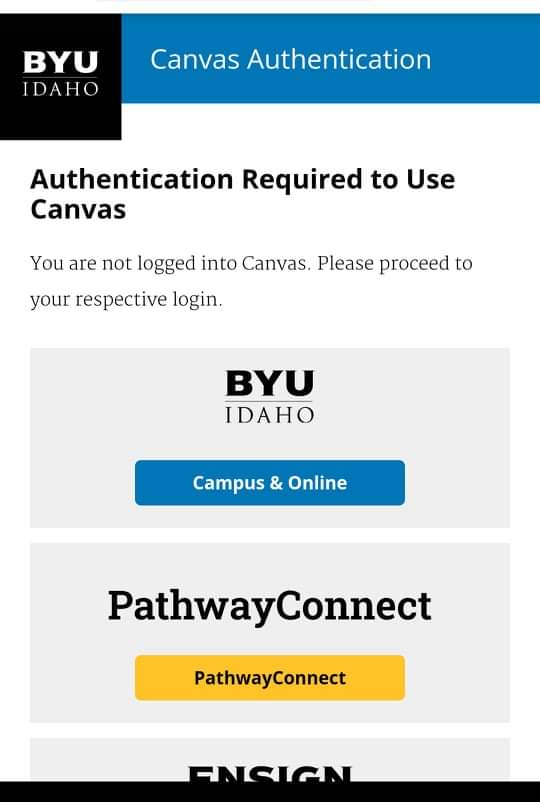 BYU
IDAHO
Canvas Authentication
Authentication Required to Use
Canvas
You are not logged into Canvas. Please proceed to
your respective login.
BYU
IDAHO
Campus & Online
PathwayConnect
PathwayConnect
ENSIGN